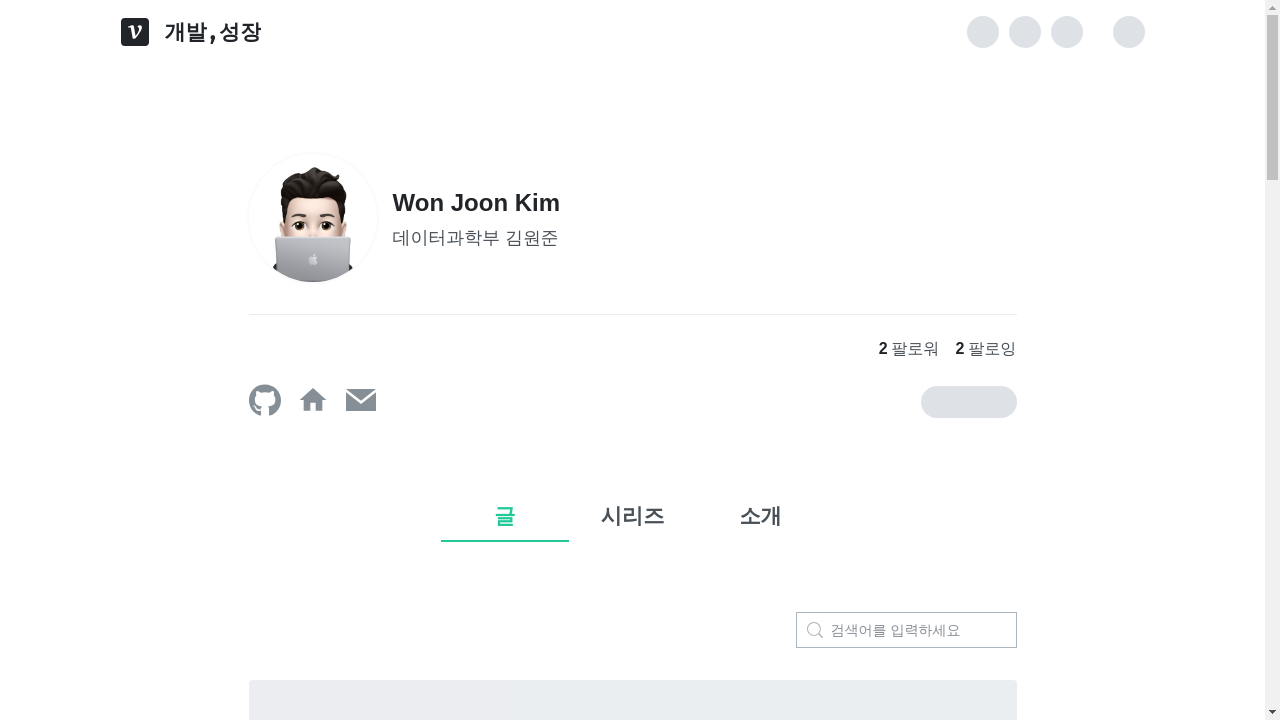 개발,성장
Won Joon Kim
데이터과학부 김원준
2 팔로워 2 팔로잉
글 시리즈 소개
검색어를 입력하세요